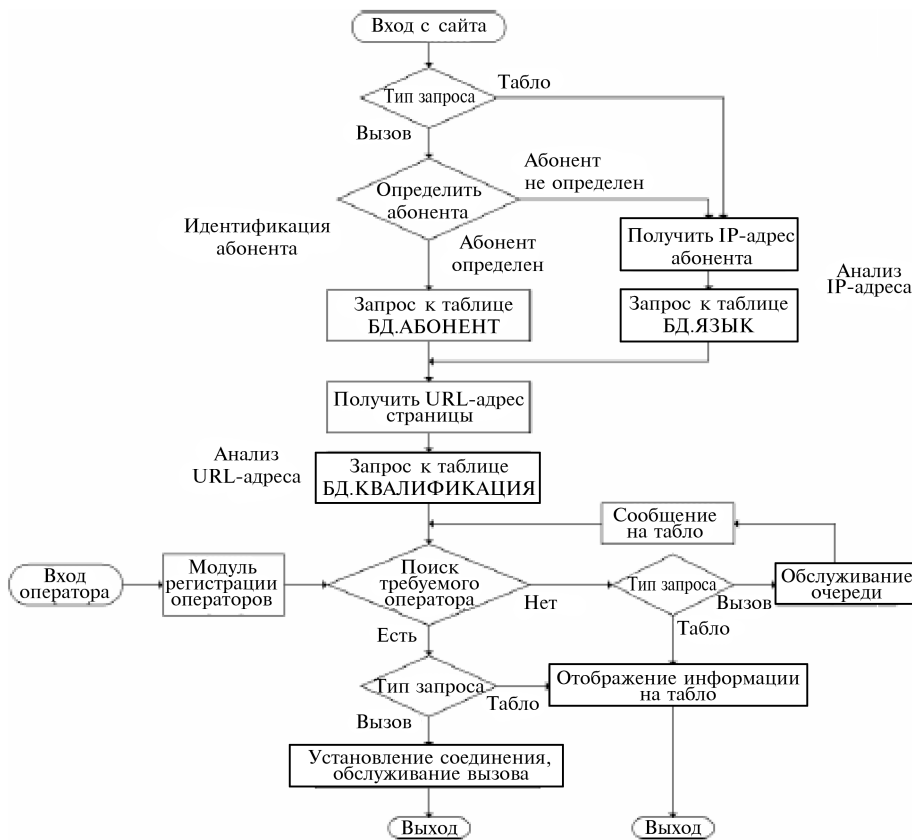 Вход с сайта
Тип запроса
Табло
Вызов
Абонент
не определен
Определить
абонента
Идентификация
абонента
Абонент
определен
Получить IP-адрес
абонента
Анализ
IP-адреса
Запрос к таблице
БД.АБОНЕНТ
Запрос к таблице
БД.ЯЗЫК
Получить URL-адрес
страницы
Анализ
URL-адреса
Запрос к таблице
БД.КВАЛИФИКАЦИЯ
Сообщение
на табло
Вход
оператора
Модуль
регистрации
операторов
Поиск
требуемого
оператора
Нет
Тип запроса
Вызов
Обслуживание
очереди
Есть
Табло
Тип запроса
Табло
Отображение информации
на табло
Вызов
Установление соединения,
обслуживание вызова
Выход
Выход